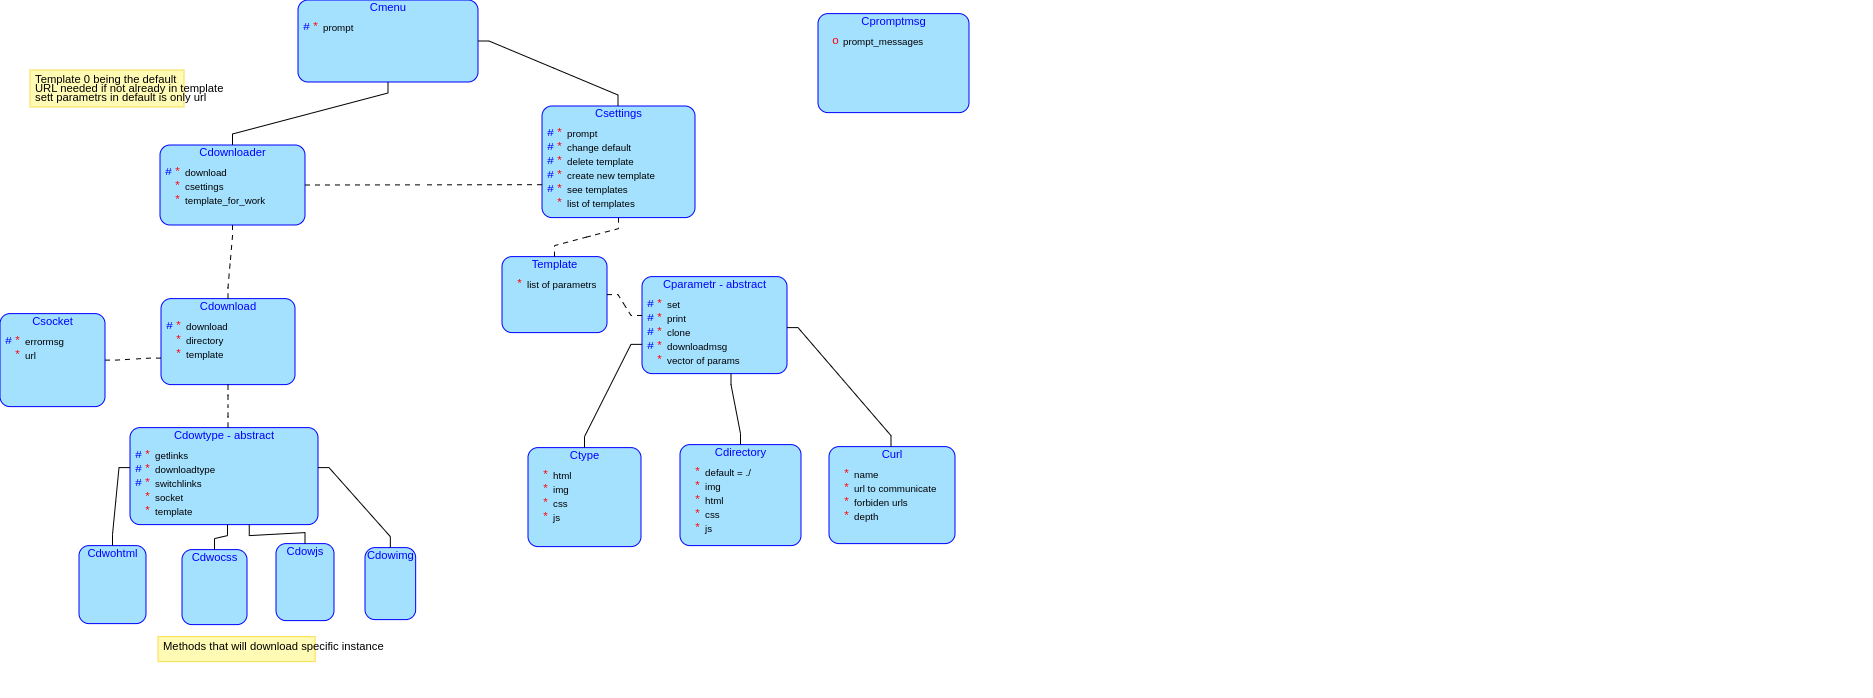 Cmenu
# * prompt
Cpromptmsg
o prompt_messages
Template 0 being the default
URL needed if not already in template
sett parametrs in default is only url
Csettings
# * prompt
# * change default
# * delete template
# * create new template
# * see templates
* list of templates
Cdownloader
# * download
* csettings
* template_for_work
Template
* list of parametrs
Cparametr - abstract
# * set
# * print
# * clone
# * downloadmsg
* vector of params
Cdownload
# * download
* directory
* template
Csocket
# * errormsg
* url
Cdowtype - abstract
# * getlinks
# * downloadtype
# * switchlinks
* socket
* template
Ctype
* html
* img
* css
* js
Cdirectory
* default = ./
* img
* html
* css
* js
Curl
* name
* url to communicate
* forbiden urls
* depth
Cdwohtml
Cdwocss
Cdowjs
Cdowimg
Methods that will download specific instance